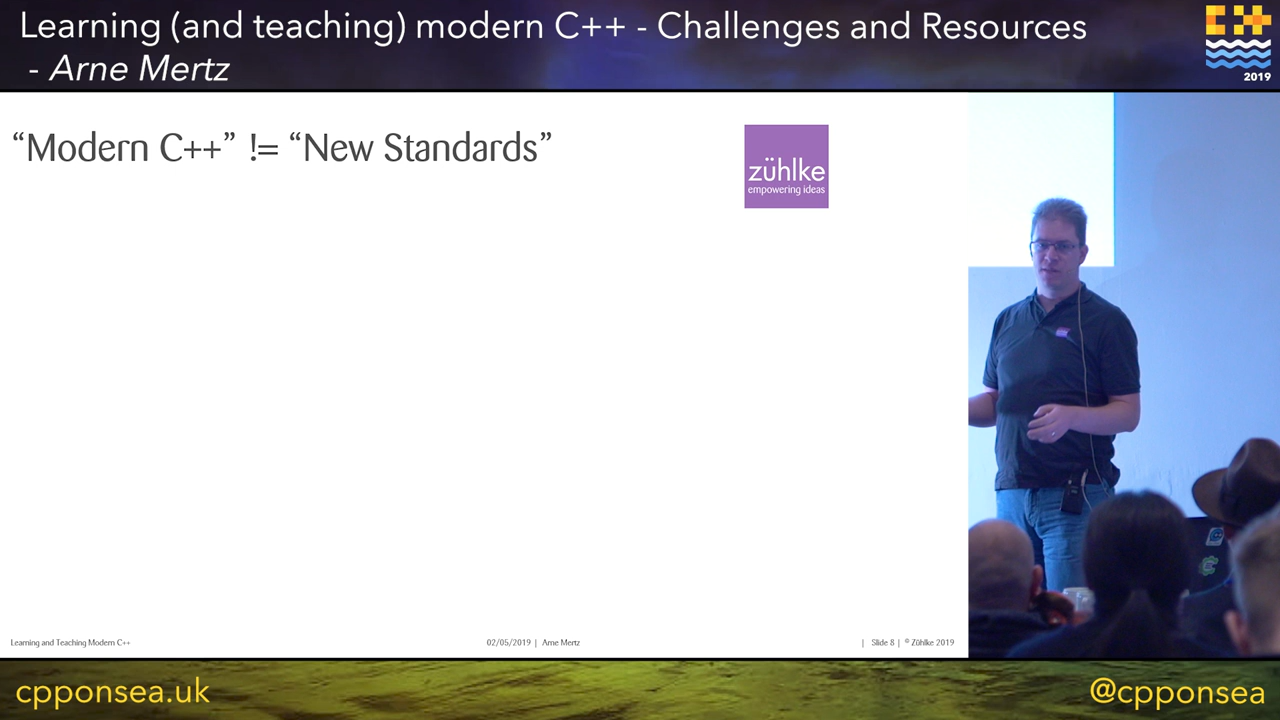 Learning (and teaching) modern C++ - Challenges and Resources
- Arne Mertz
2019
“Modern C++” != “New Standards”
zühlke
empowering ideas
Learning and Teaching Modern C++
02/05/2019 | Arne Mertz
| Slide 8 | © Zühlke 2019
cpponsea.uk
@cpponsea